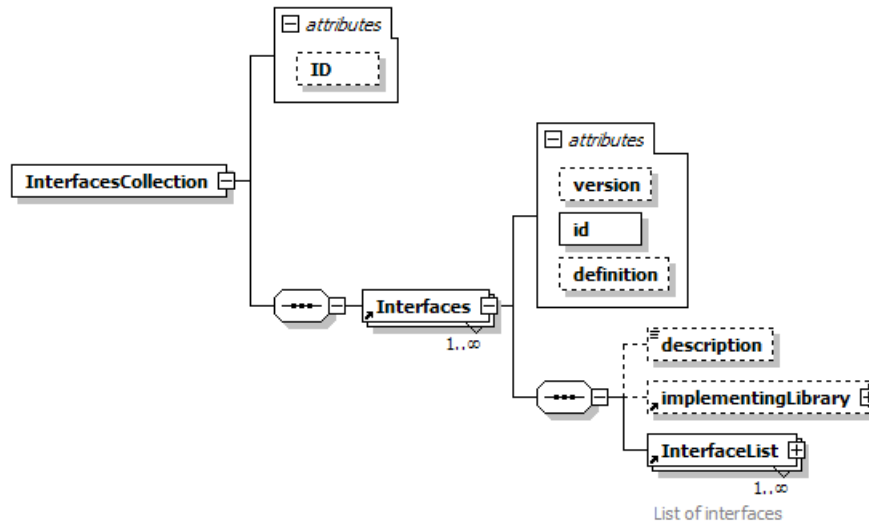 attributes
ID
InterfacesCollection
attributes
version
id
definition
Interfaces
1..∞
description
implementingLibrary
InterfaceList
1..∞
List of interfaces